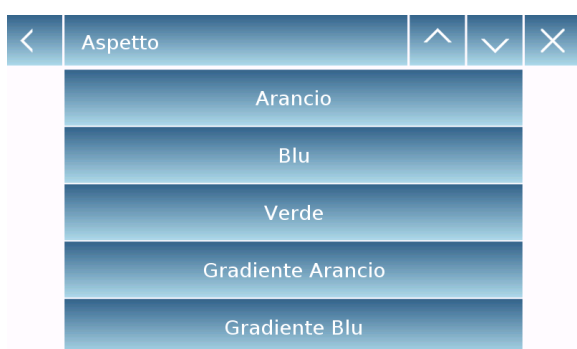 Aspetto
Arancio
Blu
Verde
Gradiente Arancio
Gradiente Blu